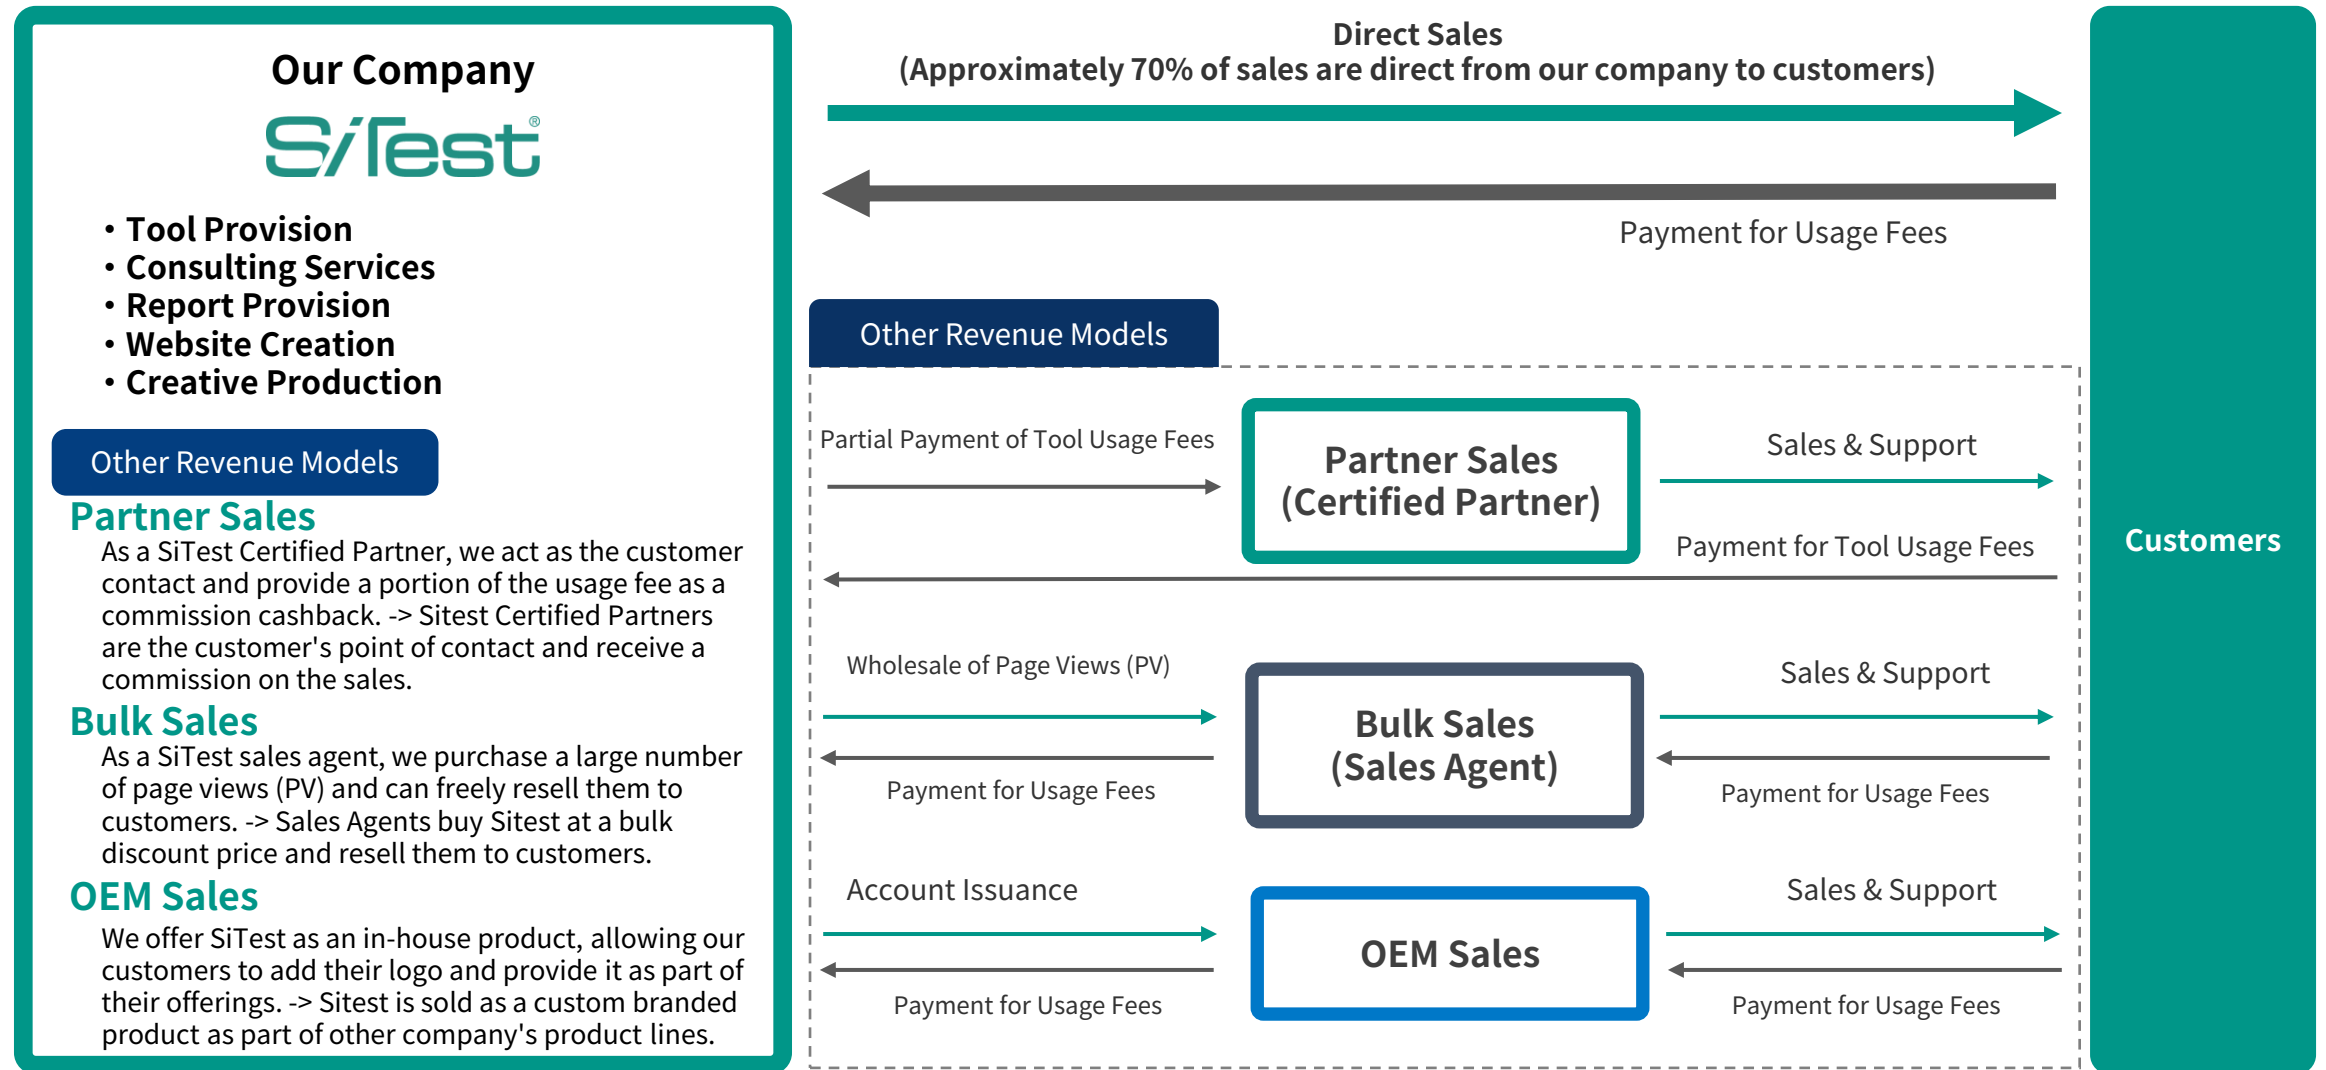 Our Company
SiTest®
・Tool Provision
・Consulting Services
・Report Provision
・Website Creation
・Creative Production
Other Revenue Models
Partner Sales
As a SiTest Certified Partner, we act as the customer
contact and provide a portion of the usage fee as a
commission cashback. -> Sitest Certified Partners
are the customer's point of contact and receive a
commission on the sales.
Bulk Sales
As a SiTest sales agent, we purchase a large number
of page views (PV) and can freely resell them to
customers. -> Sales Agents buy Sitest at a bulk
discount price and resell them to customers.
OEM Sales
We offer SiTest as an in-house product, allowing our
customers to add their logo and provide it as part of
their offerings. -> Sitest is sold as a custom branded
product as part of other company's product lines.
Direct Sales
(Approximately 70% of sales are direct from our company to customers)
Payment for Usage Fees
Other Revenue Models
Partial Payment of Tool Usage Fees
Partner Sales
(Certified Partner)
Sales & Support
Payment for Tool Usage Fees
Wholesale of Page Views (PV)
Payment for Usage Fees
Bulk Sales
(Sales Agent)
Sales & Support
Payment for Usage Fees
Account Issuance
Payment for Usage Fees
OEM Sales
Sales & Support
Payment for Usage Fees
Customers